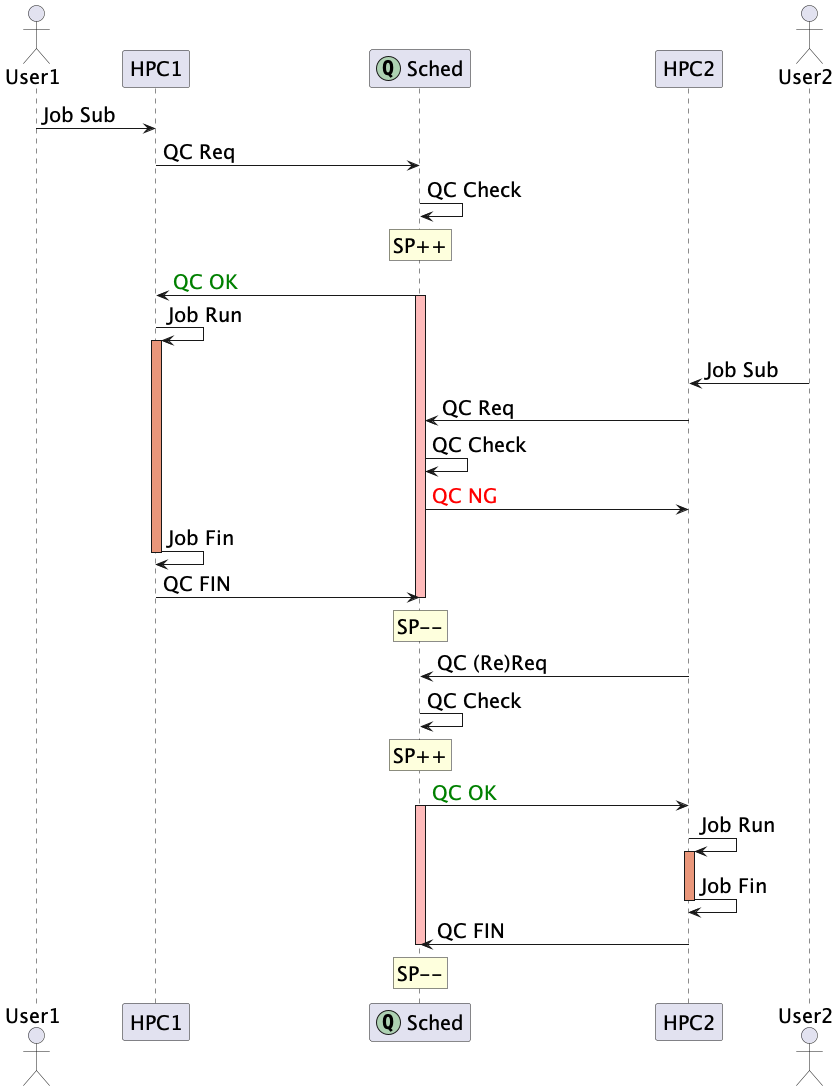 User1
HPC1
Q Sched
HPC2
User2
Job Sub
QC Req
QC Check
SP++
QC OK
Job Run
Job Sub
QC Req
QC Check
QC NG
Job Fin
QC FIN
SP--
QC (Re)Req
QC Check
SP++
QC OK
Job Run
Job Fin
QC FIN
SP--
User1
HPC1
Q Sched
HPC2
User2